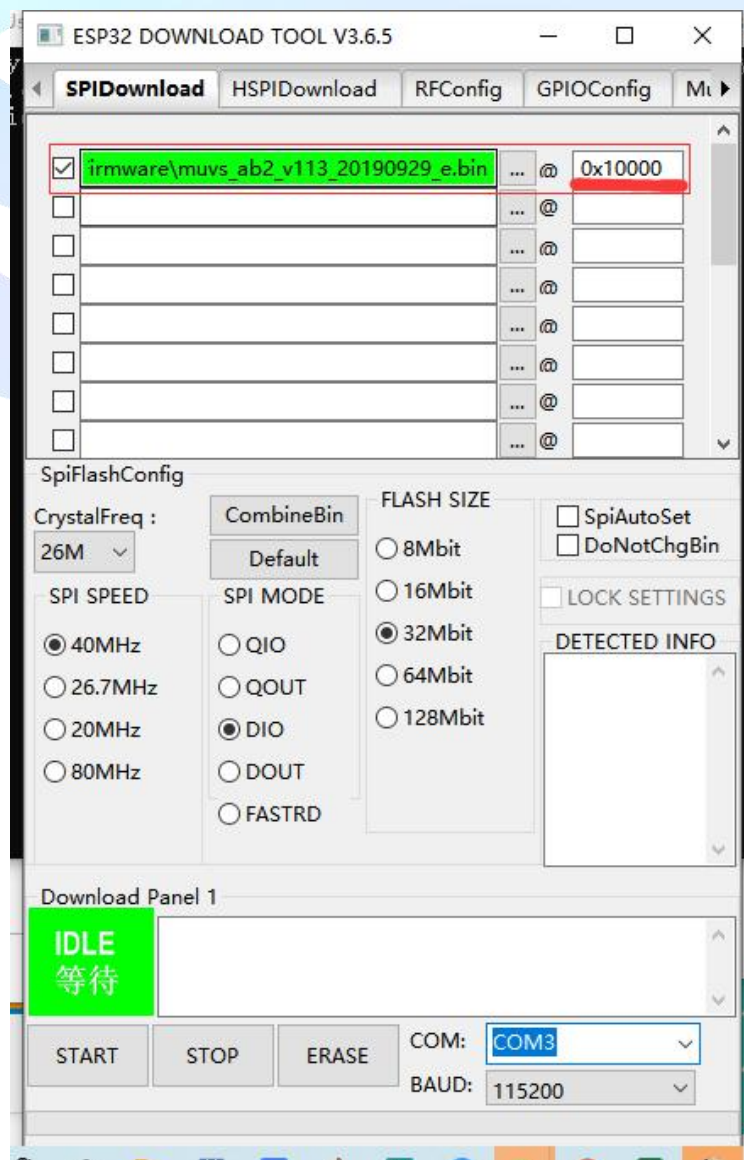 ESP32 DOWNLOAD TOOL V3.6.5
SPIDownload HSPIDownload RFConfig GPIOConfig
irmware\muvs_ab2_v113_20190929_e.bin ... @ 0x10000
... @
... @
... @
... @
... @
... @
... @
SpiFlashConfig
CrystalFreq :
26M
CombineBin
Default
SPI SPEED
40MHz
26.7MHz
20MHz
80MHz
SPI MODE
QIO
QOUT
DIO
DOUT
FASTRD
FLASH SIZE
8Mbit
16Mbit
32Mbit
64Mbit
128Mbit
SpiAutoSet
DoNotChgBin
LOCK SETTINGS
DETECTED INFO
Download Panel 1
IDLE
等待
START STOP ERASE
COM: COM3
BAUD: 115200